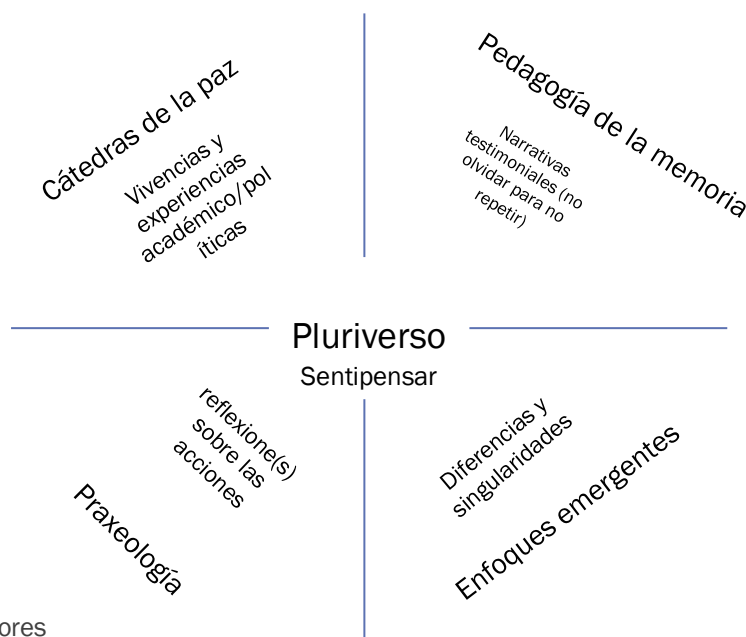 Cátedras de la paz
Vivencias y
experiencias
académico/pol
íticas
Pedagogía de la memoria
Narrativas
testimoniales (no
olvidar para no
repetir)
Pluriverso
Sentipensar
reflexione(s)
sobre las
acciones
Praxeología
Diferencias y
singularidades
Enfoques emergentes
ores